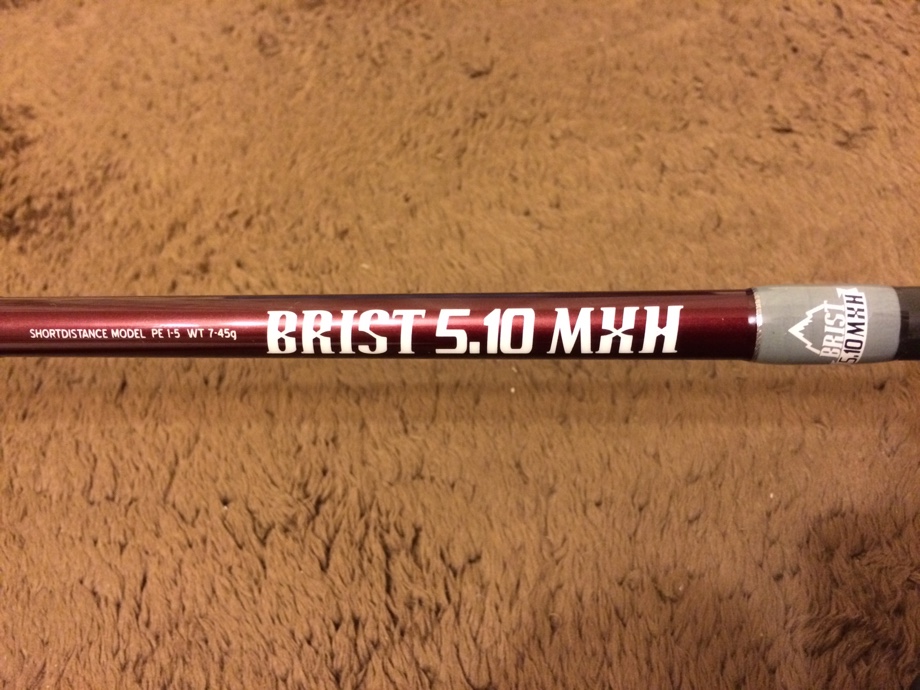 SHORTDISTANCE MODEL PE 1-5 WT 7-45g
BRIST 5.10 MXH
BRIST
5.10 MXH